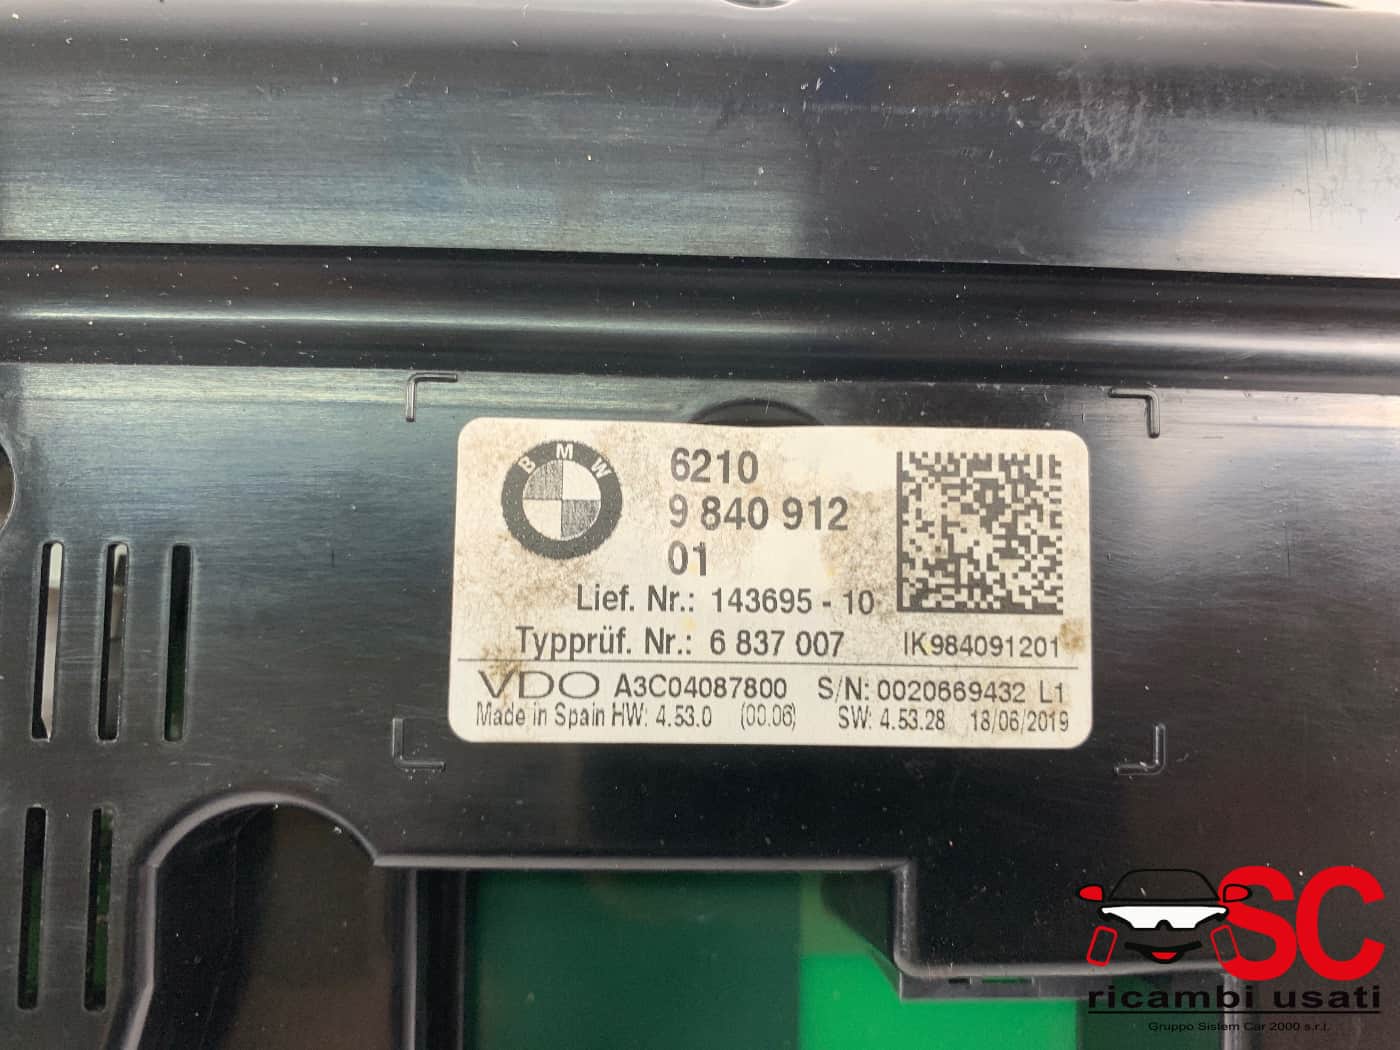 BMW
6210
9 840 912
01
Lief. Nr.: 143695 - 10
Typprüf. Nr.: 6 837 007 IK984091201
VDO A3C04087800 S/N: 0020669432 L1
Made in Spain HW: 4.53.0 (00.06) SW: 4.53.28 18/06/2019
SC
ricambi usati
Gruppo Sistem Car 2000 s.r.l.